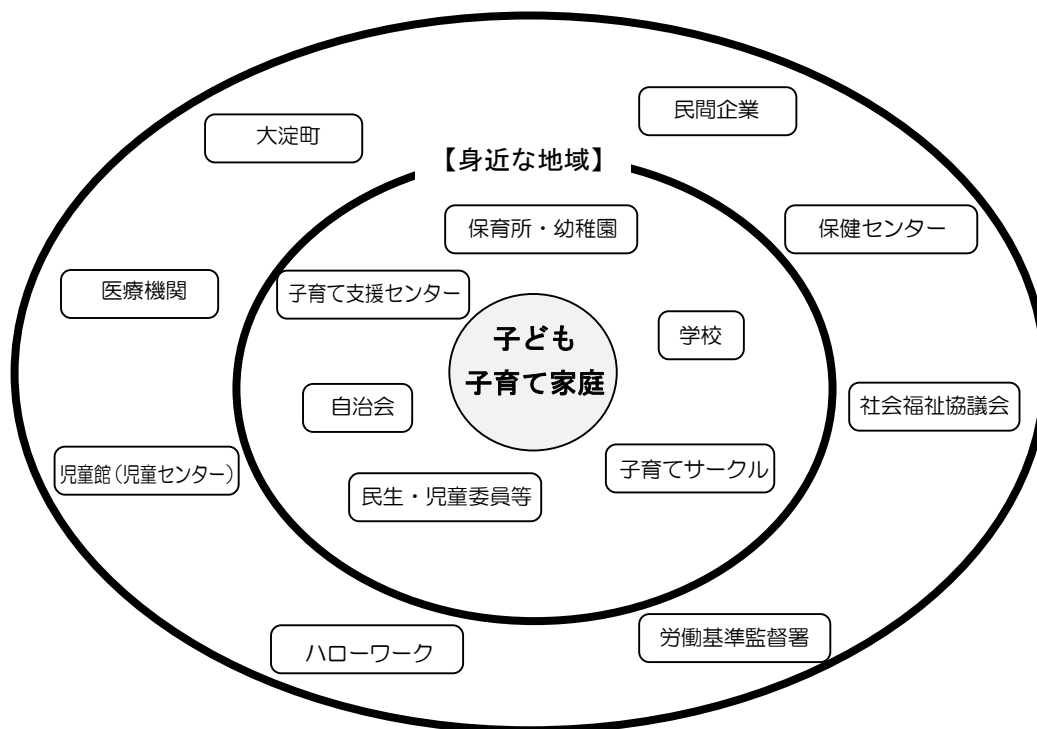 民間企業
大淀町
【身近な地域】
保育所・幼稚園
保健センター
医療機関
子育て支援センター
子ども
子育て家庭
学校
自治会
社会福祉協議会
児童館(児童センター)
子育てサークル
民生・児童委員等
ハローワーク
労働基準監督署